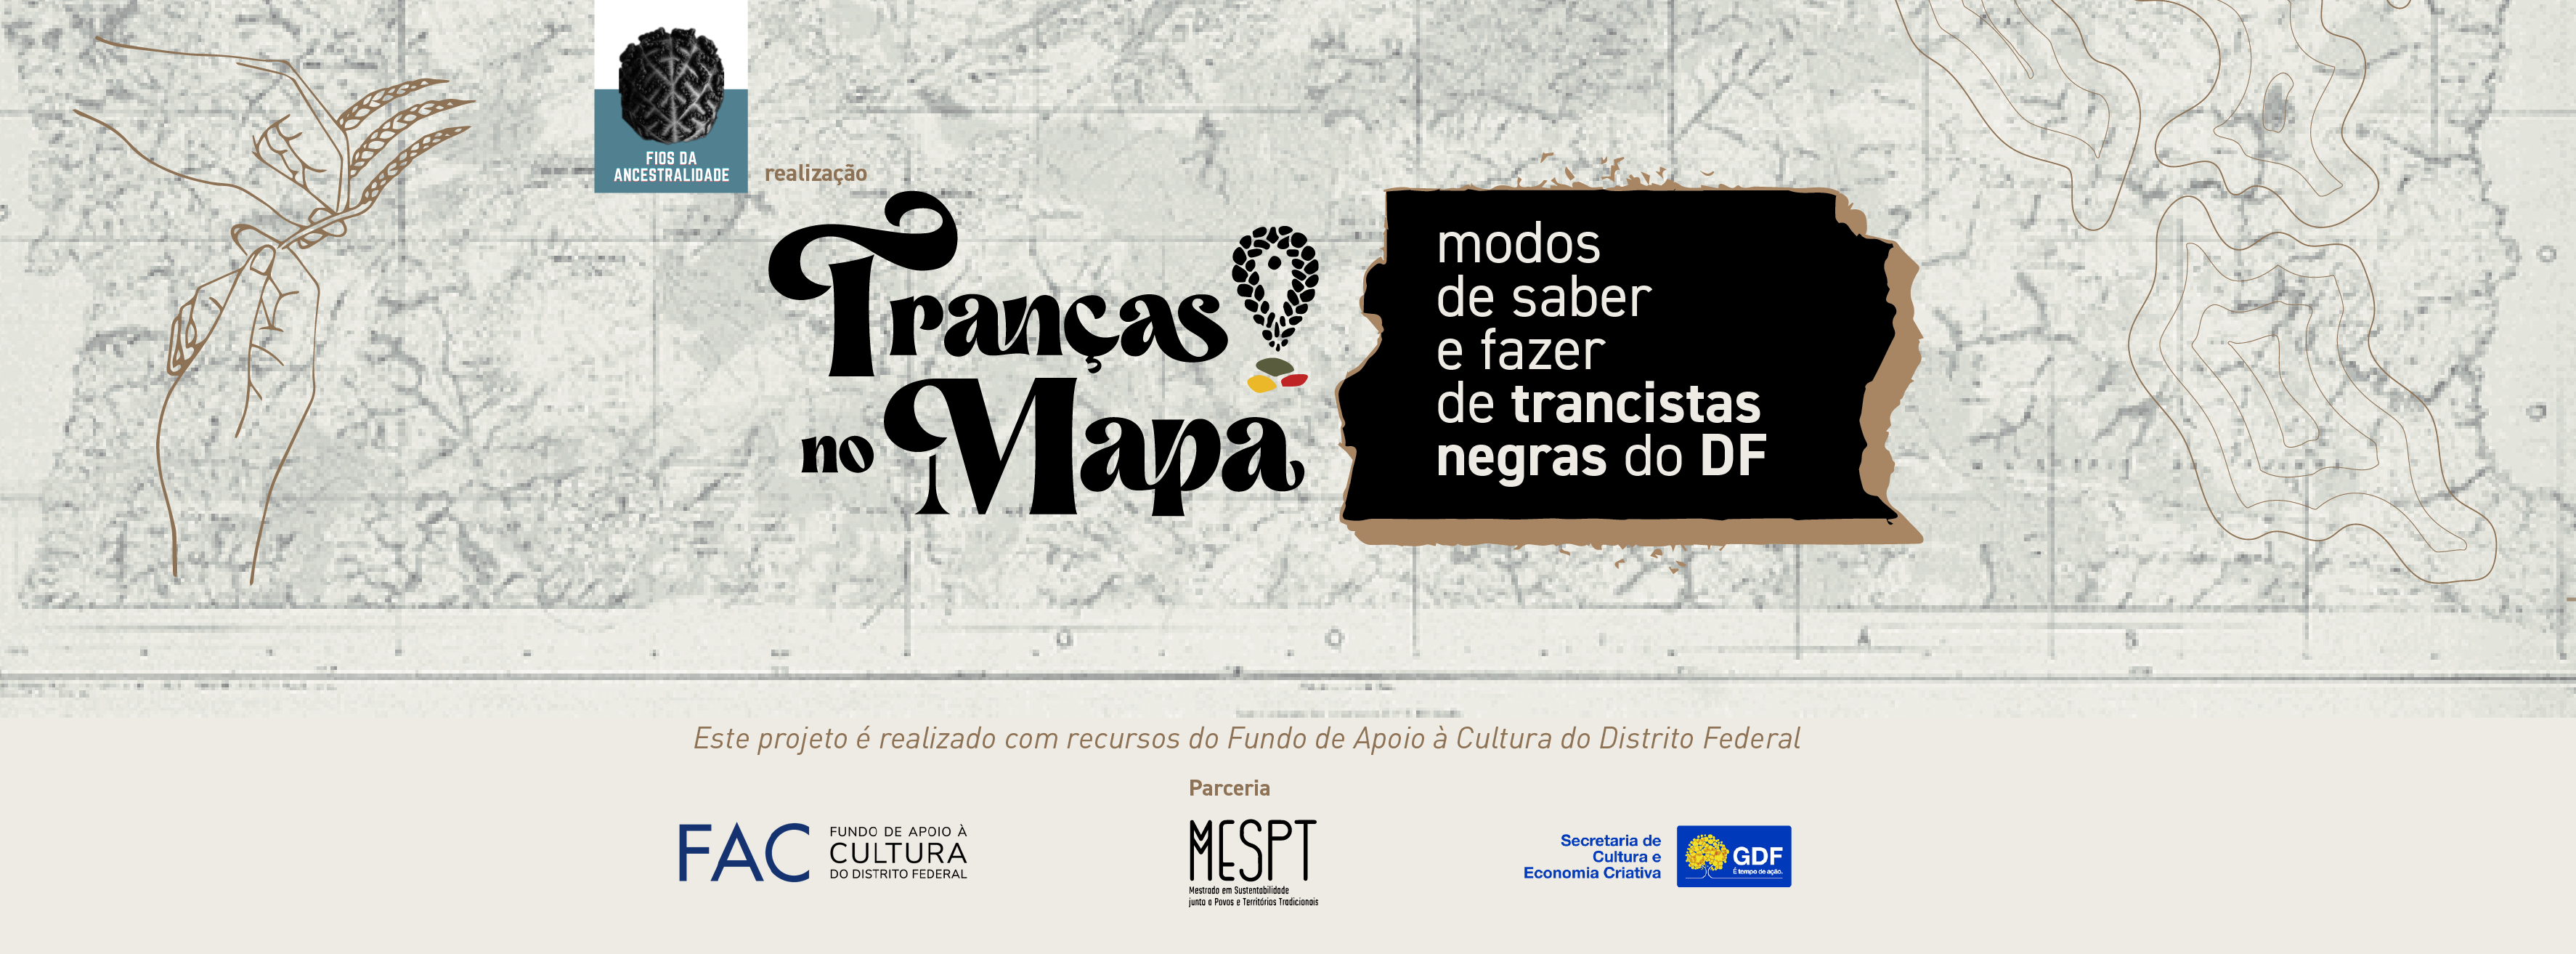 FIOS DA
ANCESTRALIDADE
realização
Tranças
no Mapa
modos
de saber
e fazer
de trancistas
negras do DF
Este projeto é realizado com recursos do Fundo de Apoio à Cultura do Distrito Federal
Parceria
FAC
FUNDO DE APOIO À
CULTURA
DO DISTRITO FEDERAL
MESPT
Mestrado em Sustentabilidade
junto a Povos e Territórios Tradicionais
Secretaria de
Cultura e
Economia Criativa
GDF
É tempo de ação.